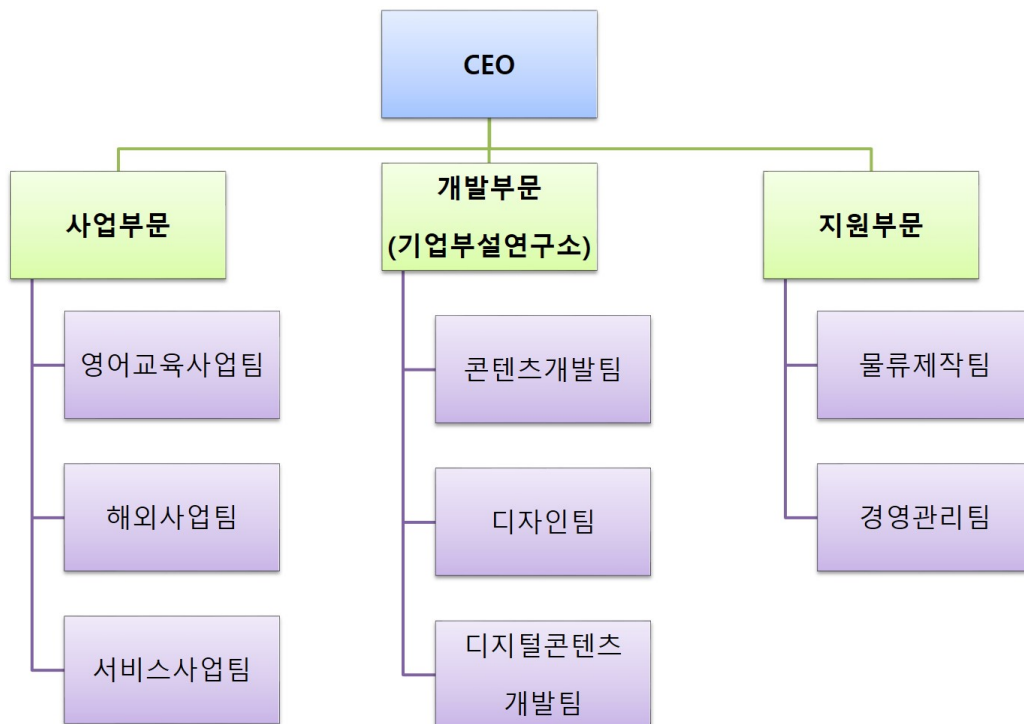 CEO
사업부문
개발부문
(기업부설연구소)
지원부문
영어교육사업팀
콘텐츠개발팀
물류제작팀
해외사업팀
디자인팀
경영관리팀
서비스사업팀
디지털콘텐츠
개발팀